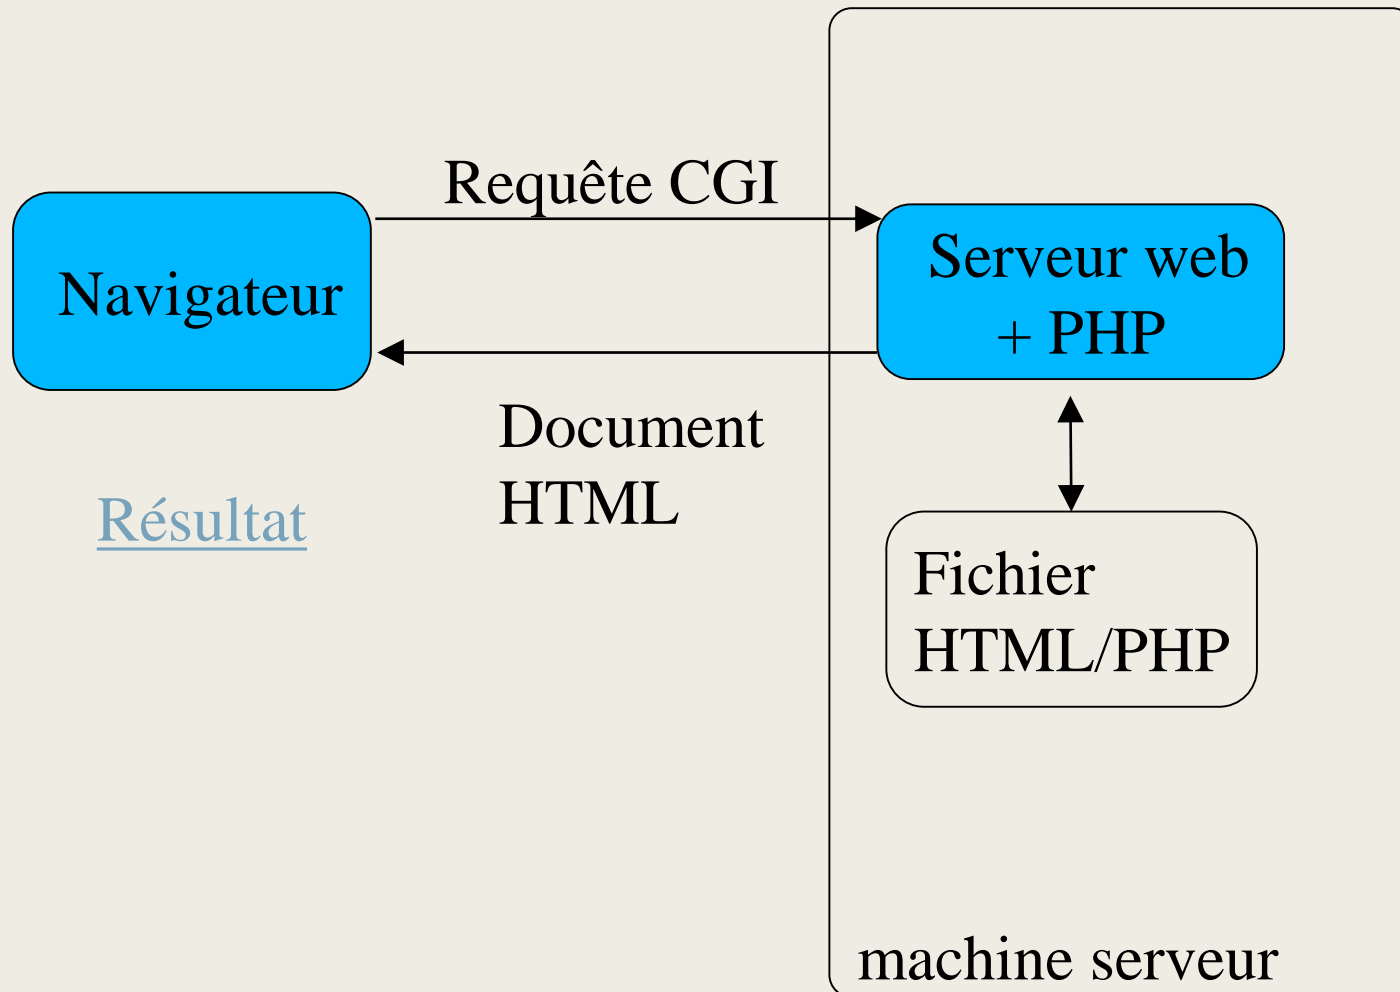 Requête CGI
Navigateur
Serveur web
+ PHP
Document
HTML
Résultat
Fichier
HTML/PHP
machine serveur